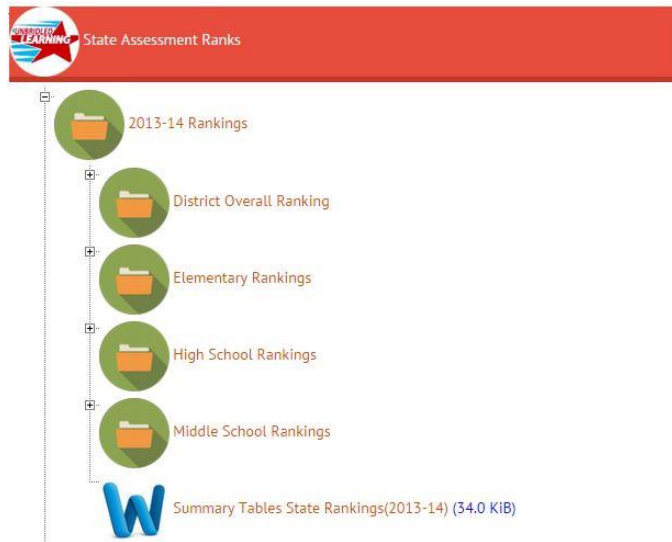 UNBRIDLED
LEARNING
State Assessment Ranks
2013-14 Rankings
District Overall Ranking
Elementary Rankings
High School Rankings
Middle School Rankings
W
Summary Tables State Rankings(2013-14) (34.0 KiB)